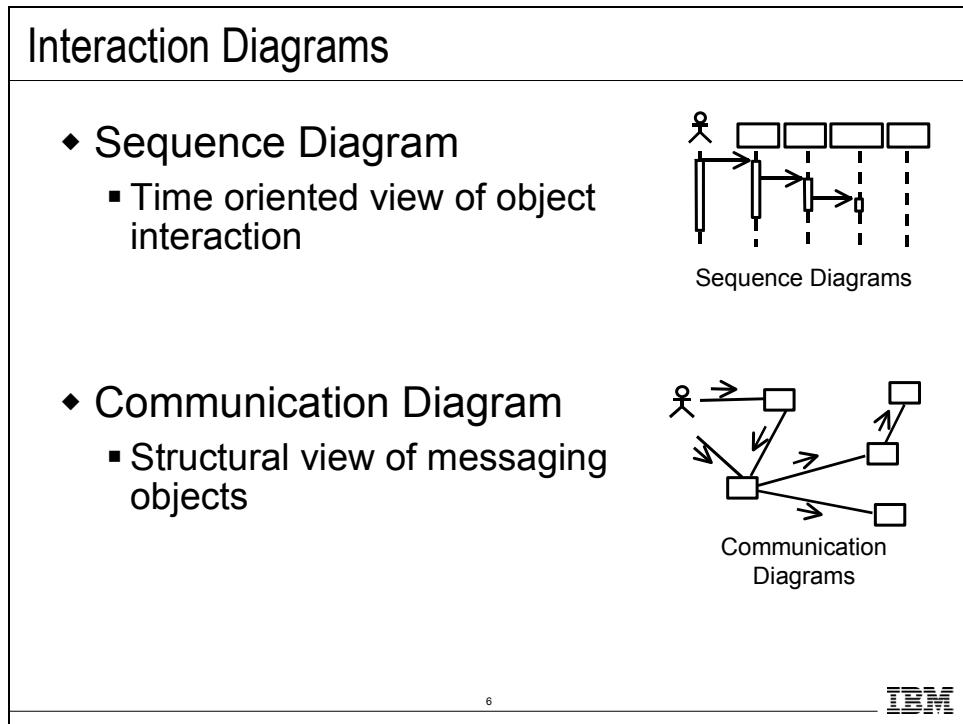 Interaction Diagrams
◆ Sequence Diagram
▪ Time oriented view of object
interaction
Sequence Diagrams
◆ Communication Diagram
▪ Structural view of messaging
objects
Communication
Diagrams
6
IBM